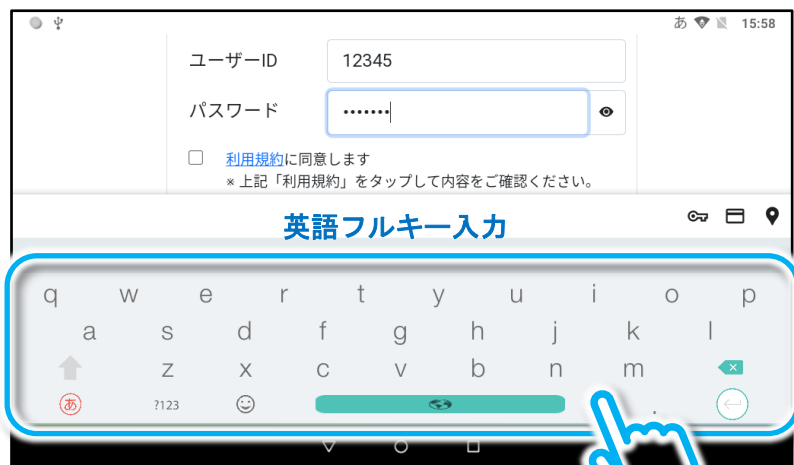 あ 15:58
ユーザーID 12345
パスワード •••••••
利用規約に同意します
※ 上記「利用規約」をタップして内容をご確認ください。
英語フルキー入力
q w e r t y u i o p
a s d f g h j k l
z x c v b n m
あ ?123 .